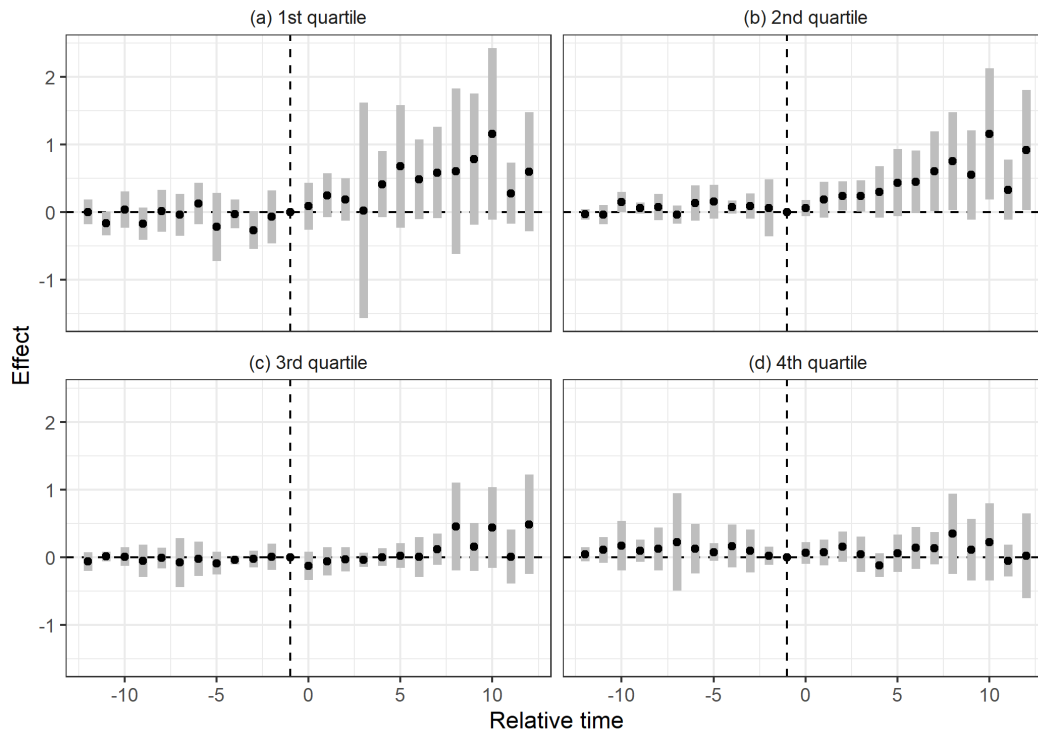 (a) 1st quartile
(b) 2nd quartile
2
1
0
-1
(c) 3rd quartile
(d) 4th quartile
Effect
2
1
0
-1
-10 -5 0 5 10
-10 -5 0 5 10
Relative time